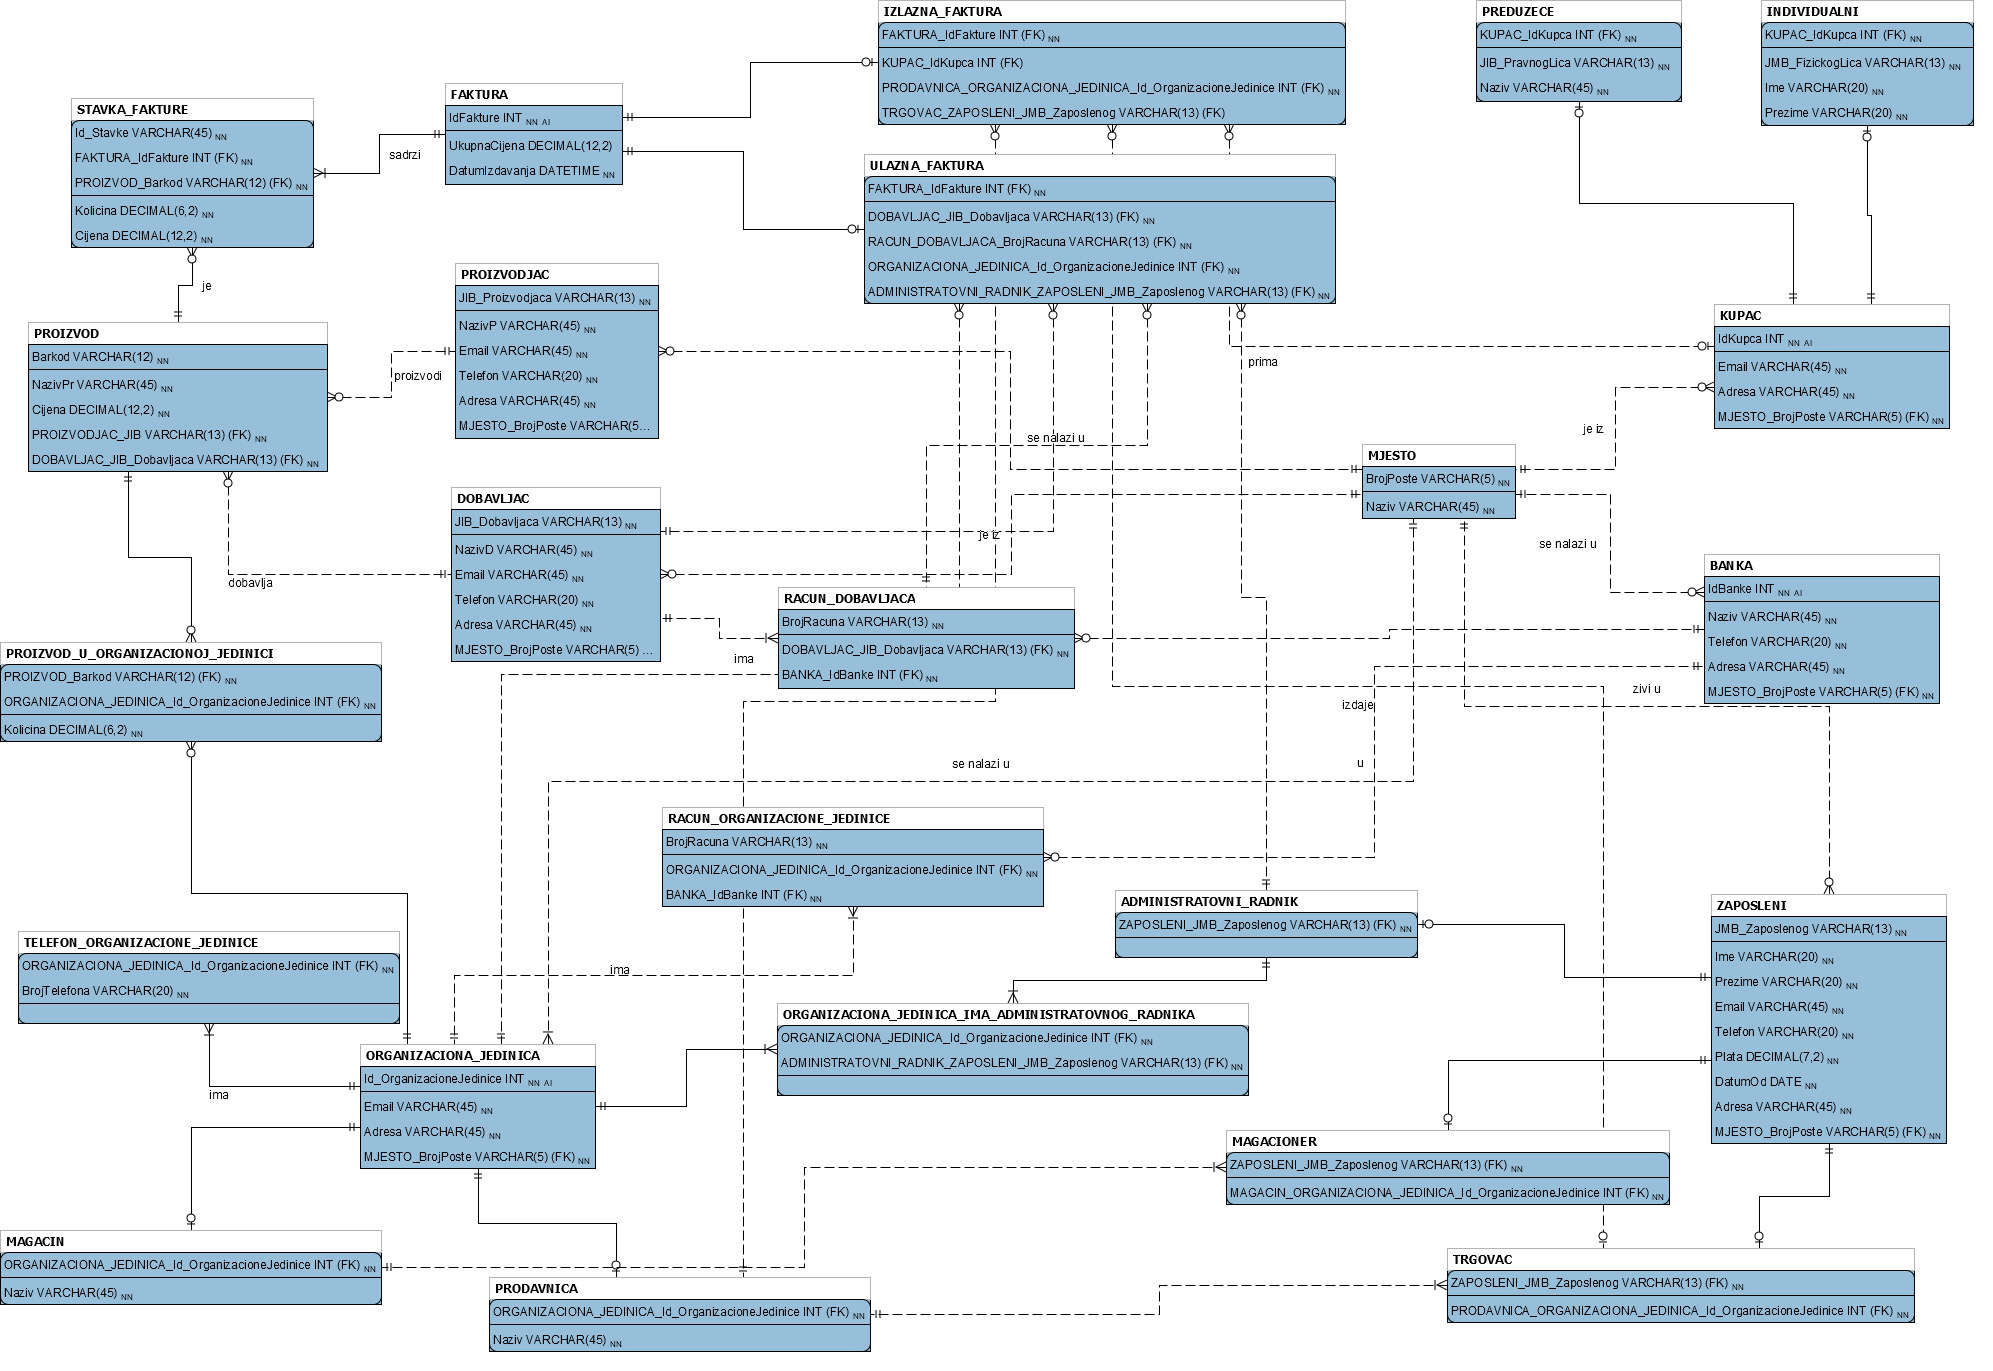 IZLAZNA_FAKTURA
FAKTURA_IdFakture INT (FK) NN
KUPAC_IdKupca INT (FK)
PRODAVNICA_ORGANIZACIONA_JEDINICA_Id_OrganizacioneJedinice INT (FK) NN
TRGOVAC_ZAPOSLENI_JMB_Zaposlenog VARCHAR(13) (FK)
PREDUZECE
KUPAC_IdKupca INT (FK) NN
JIB_PravnogLica VARCHAR(13) NN
Naziv VARCHAR(45) NN
INDIVIDUALNI
KUPAC_IdKupca INT (FK) NN
JMB_FizickogLica VARCHAR(13) NN
Ime VARCHAR(20) NN
Prezime VARCHAR(20) NN
FAKTURA
IdFakture INT NN AI
UkupnaCijena DECIMAL(12,2)
DatumIzdavanja DATETIME NN
STAVKA_FAKTURE
Id_Stavke VARCHAR(45) NN
FAKTURA_IdFakture INT (FK) NN
PROIZVOD_Barkod VARCHAR(12) (FK) NN
Kolicina DECIMAL(6,2) NN
Cijena DECIMAL(12,2) NN
sadrzi
ULAZNA_FAKTURA
FAKTURA_IdFakture INT (FK) NN
DOBAVLJAC_JIB_Dobavljaca VARCHAR(13) (FK) NN
RACUN_DOBAVLJACA_BrojRacuna VARCHAR(13) (FK) NN
ORGANIZACIONA_JEDINICA_Id_OrganizacioneJedinice INT (FK) NN
ADMINISTRATOVNI_RADNIK_ZAPOSLENI_JMB_Zaposlenog VARCHAR(13) (FK) NN
je
PROIZVODJAC
JIB_Proizvodjaca VARCHAR(13) NN
NazivP VARCHAR(45) NN
Email VARCHAR(45) NN
Telefon VARCHAR(20) NN
Adresa VARCHAR(45) NN
MJESTO_BrojPoste VARCHAR(5...
PROIZVOD
Barkod VARCHAR(12) NN
NazivPr VARCHAR(45) NN
Cijena DECIMAL(12,2) NN
PROIZVODJAC_JIB VARCHAR(13) (FK) NN
DOBAVLJAC_JIB_Dobavljaca VARCHAR(13) (FK) NN
proizvodi
KUPAC
IdKupca INT NN AI
Email VARCHAR(45) NN
Adresa VARCHAR(45) NN
MJESTO_BrojPoste VARCHAR(5) (FK) NN
prima
je iz
se nalazi u
MJESTO
BrojPoste VARCHAR(5) NN
Naziv VARCHAR(45) NN
DOBAVLJAC
JIB_Dobavljaca VARCHAR(13) NN
NazivD VARCHAR(45) NN
Email VARCHAR(45) NN
Telefon VARCHAR(20) NN
Adresa VARCHAR(45) NN
MJESTO_BrojPoste VARCHAR(5) ...
je iz
se nalazi u
dobavlja
BANKA
IdBanke INT NN AI
Naziv VARCHAR(45) NN
Telefon VARCHAR(20) NN
Adresa VARCHAR(45) NN
MJESTO_BrojPoste VARCHAR(5) (FK) NN
RACUN_DOBAVLJACA
BrojRacuna VARCHAR(13) NN
DOBAVLJAC_JIB_Dobavljaca VARCHAR(13) (FK) NN
BANKA_IdBanke INT (FK) NN
ima
PROIZVOD_U_ORGANIZACIONOJ_JEDINICI
PROIZVOD_Barkod VARCHAR(12) (FK) NN
ORGANIZACIONA_JEDINICA_Id_OrganizacioneJedinice INT (FK) NN
Kolicina DECIMAL(6,2) NN
zivi u
izdaje
se nalazi u
u
RACUN_ORGANIZACIONE_JEDINICE
BrojRacuna VARCHAR(13) NN
ORGANIZACIONA_JEDINICA_Id_OrganizacioneJedinice INT (FK) NN
BANKA_IdBanke INT (FK) NN
ADMINISTRATOVNI_RADNIK
ZAPOSLENI_JMB_Zaposlenog VARCHAR(13) (FK) NN
ZAPOSLENI
JMB_Zaposlenog VARCHAR(13) NN
Ime VARCHAR(20) NN
Prezime VARCHAR(20) NN
Email VARCHAR(45) NN
Telefon VARCHAR(20) NN
Plata DECIMAL(7,2) NN
DatumOd DATE NN
Adresa VARCHAR(45) NN
MJESTO_BrojPoste VARCHAR(5) (FK) NN
TELEFON_ORGANIZACIONE_JEDINICE
ORGANIZACIONA_JEDINICA_Id_OrganizacioneJedinice INT (FK) NN
BrojTelefona VARCHAR(20) NN
ima
ORGANIZACIONA_JEDINICA_IMA_ADMINISTRATOVNOG_RADNIKA
ORGANIZACIONA_JEDINICA_Id_OrganizacioneJedinice INT (FK) NN
ADMINISTRATOVNI_RADNIK_ZAPOSLENI_JMB_Zaposlenog VARCHAR(13) (FK) NN
ORGANIZACIONA_JEDINICA
Id_OrganizacioneJedinice INT NN AI
Email VARCHAR(45) NN
Adresa VARCHAR(45) NN
MJESTO_BrojPoste VARCHAR(5) (FK) NN
ima
MAGACIONER
ZAPOSLENI_JMB_Zaposlenog VARCHAR(13) (FK) NN
MAGACIN_ORGANIZACIONA_JEDINICA_Id_OrganizacioneJedinice INT (FK) NN
MAGACIN
ORGANIZACIONA_JEDINICA_Id_OrganizacioneJedinice INT (FK) NN
Naziv VARCHAR(45) NN
PRODAVNICA
ORGANIZACIONA_JEDINICA_Id_OrganizacioneJedinice INT (FK) NN
Naziv VARCHAR(45) NN
TRGOVAC
ZAPOSLENI_JMB_Zaposlenog VARCHAR(13) (FK) NN
PRODAVNICA_ORGANIZACIONA_JEDINICA_Id_OrganizacioneJedinice INT (FK) NN